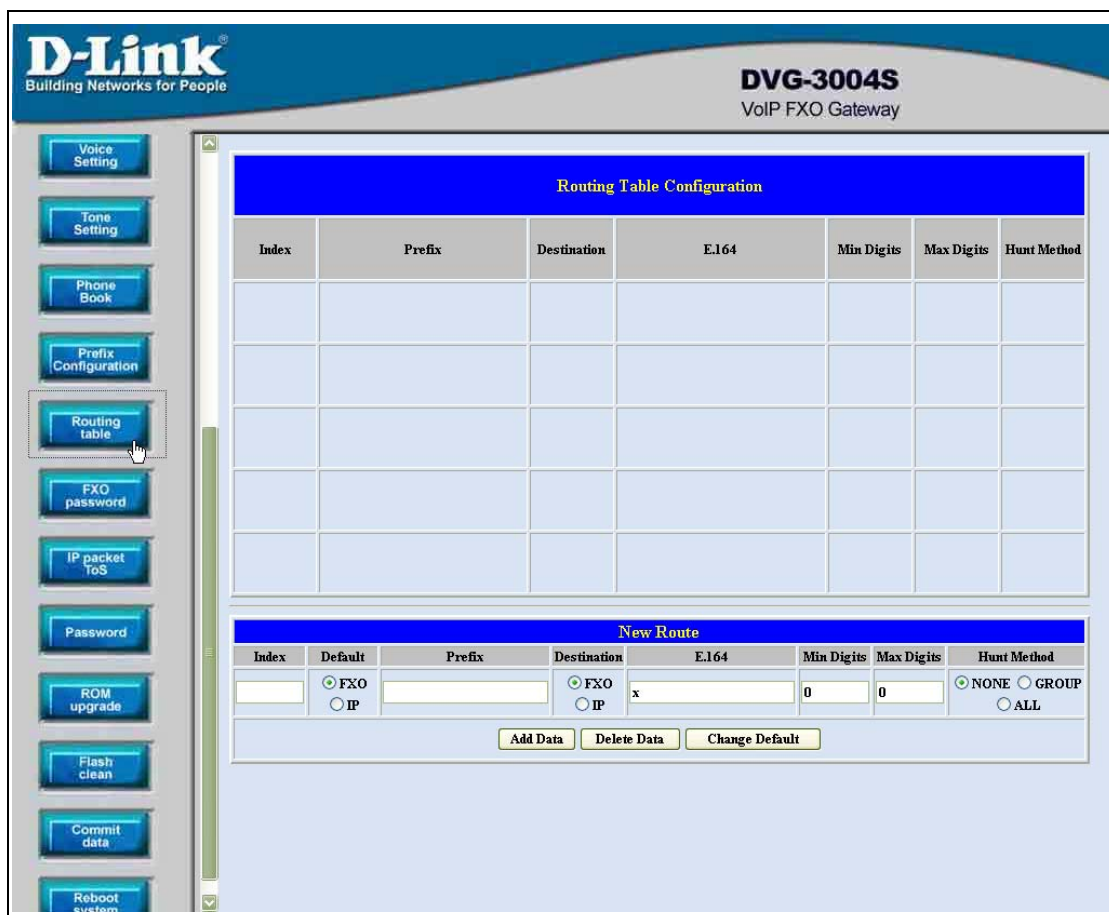 D-Link®
Building Networks for People
DVG-3004S
VoIP FXO Gateway
Voice
Setting
Tone
Setting
Phone
Book
Prefix
Configuration
Routing
table
FXO
password
IP packet
ToS
Password
ROM
upgrade
Flash
clean
Commit
data
Reboot
system
Routing Table Configuration
Index Prefix Destination E.164 Min Digits Max Digits Hunt Method
New Route
Index Default Prefix Destination E.164 Min Digits Max Digits Hunt Method
FXO FXO x 0 0 NONE GROUP
IP IP ALL
Add Data Delete Data Change Default